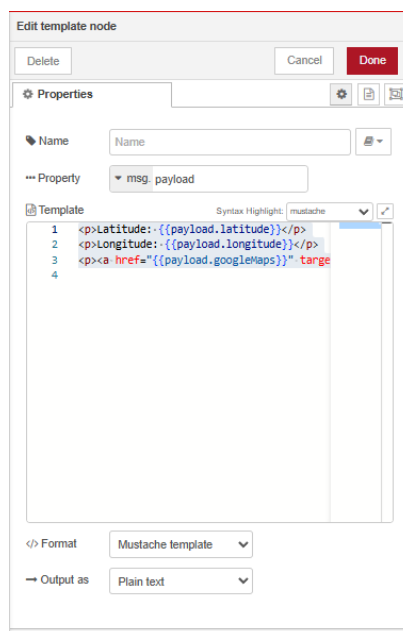 Edit template node
Delete Cancel Done
Properties
Name Name
Property msg. payload
Template Syntax Highlight: mustache
1 <p>Latitude: {{payload.latitude}}</p>
2 <p>Longitude: {{payload.longitude}}</p>
3 <p><a href="{{payload.googleMaps}}" targe
4
</> Format Mustache template
Output as Plain text